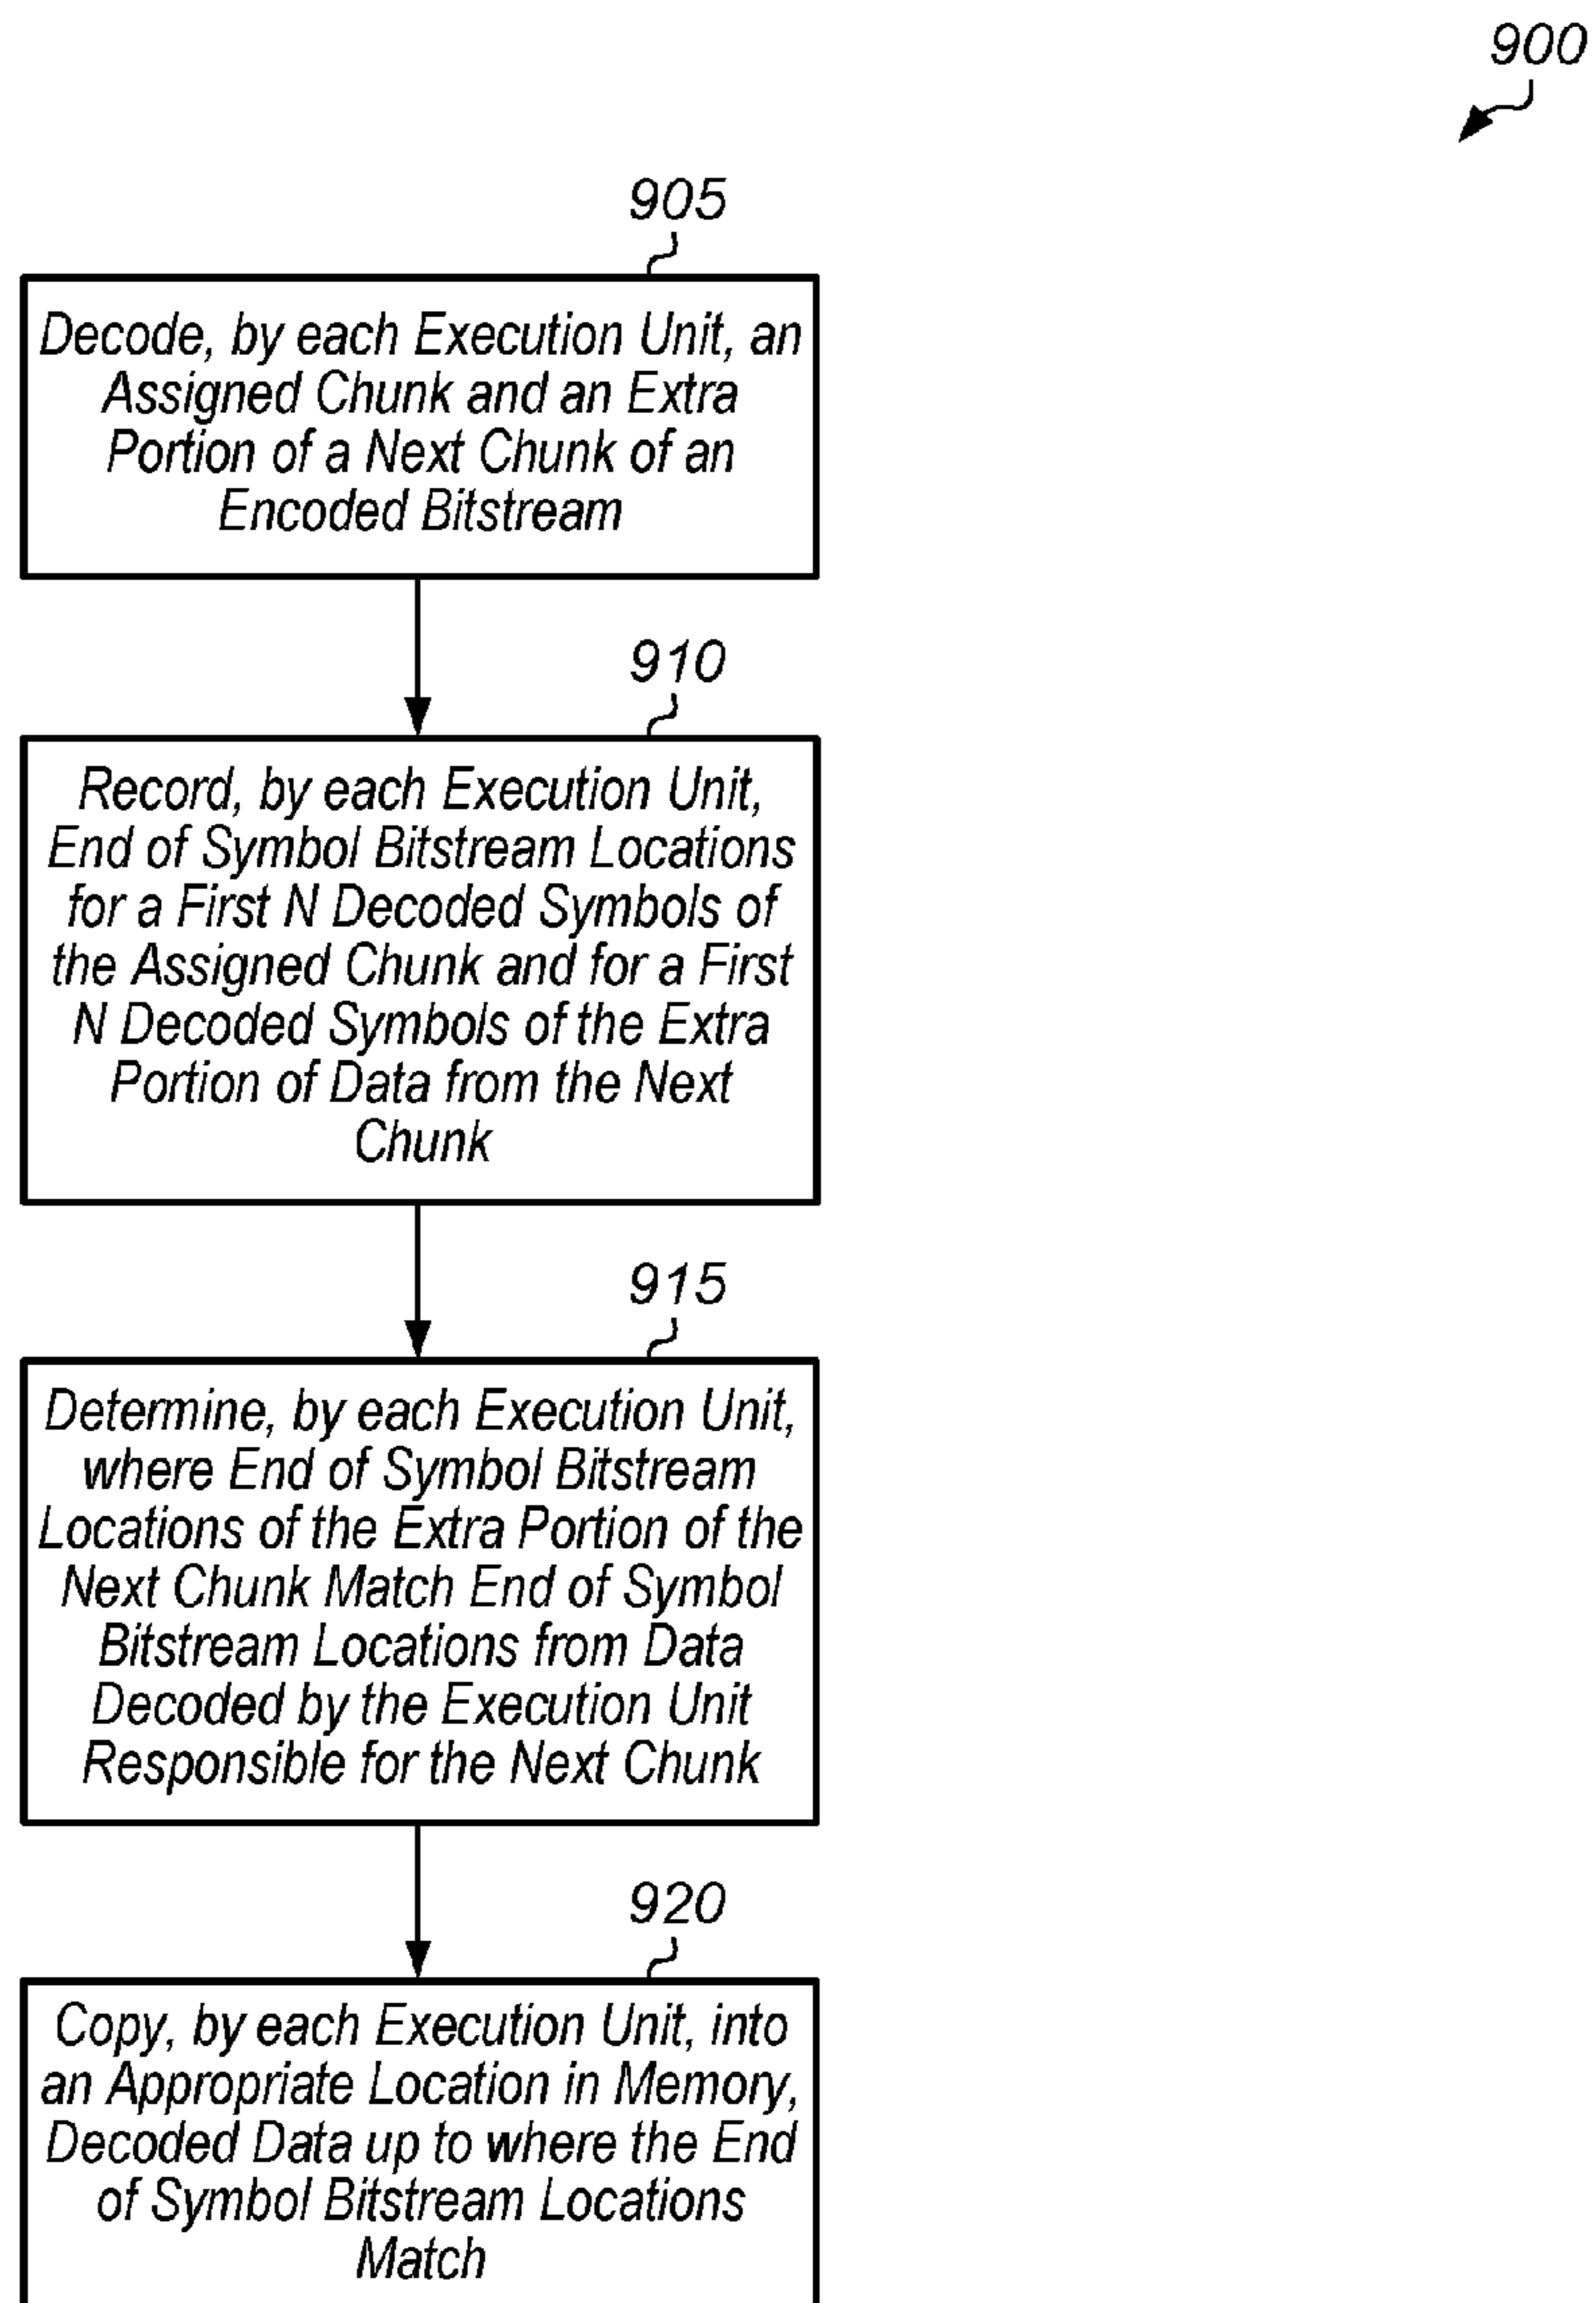 900
905
Decode, by each Execution Unit, an
Assigned Chunk and an Extra
Portion of a Next Chunk of an
Encoded Bitstream
910
Record, by each Execution Unit,
End of Symbol Bitstream Locations
for a First N Decoded Symbols of
the Assigned Chunk and for a First
N Decoded Symbols of the Extra
Portion of Data from the Next
Chunk
915
Determine, by each Execution Unit,
where End of Symbol Bitstream
Locations of the Extra Portion of the
Next Chunk Match End of Symbol
Bitstream Locations from Data
Decoded by the Execution Unit
Responsible for the Next Chunk
920
Copy, by each Execution Unit, into
an Appropriate Location in Memory,
Decoded Data up to where the End
of Symbol Bitstream Locations
Match